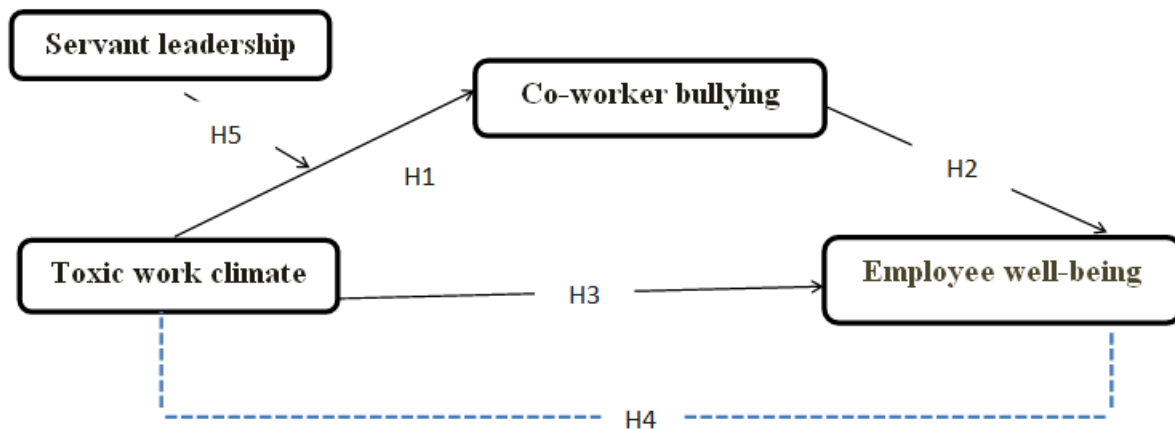 Servant leadership
Co-worker bullying
H5
H1
H2
Toxic work climate
Employee well-being
H3
H4